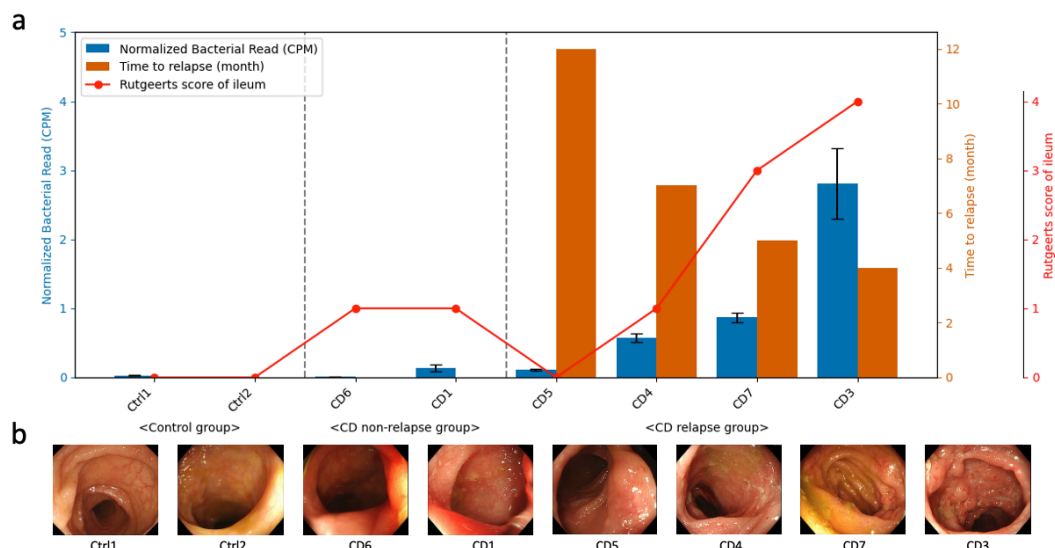 a
Normalized Bacterial Read (CPM)
Time to relapse (month)
Rutgeerts score of ileum
5
4
3
2
1
0
Normalized Bacterial Read (CPM)
12
10
8
6
4
2
0
Time to relapse (month)
4
3
2
1
0
Rutgeerts score of ileum
Ctrl1
Ctrl2
CD6
CD1
CD5
CD4
CD7
CD3
<Control group>
<CD non-relapse group>
<CD relapse group>
b
Ctrl1
Ctrl2
CD6
CD1
CD5
CD4
CD7
CD3